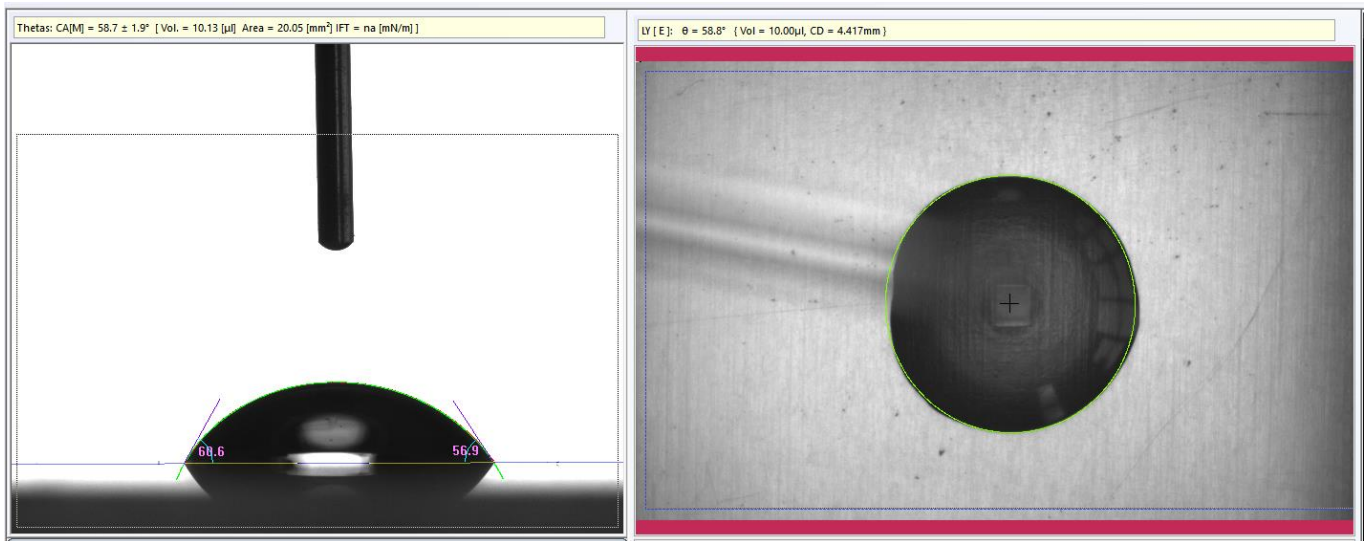 Thetas: CA[M] = 58.7 ± 1.9° [ Vol. = 10.13 [µl] Area = 20.05 [mm²] IFT = na [mN/m] ]
LY [ E ]: θ = 58.8° { Vol = 10.00µl, CD = 4.417mm }
60.6
56.9